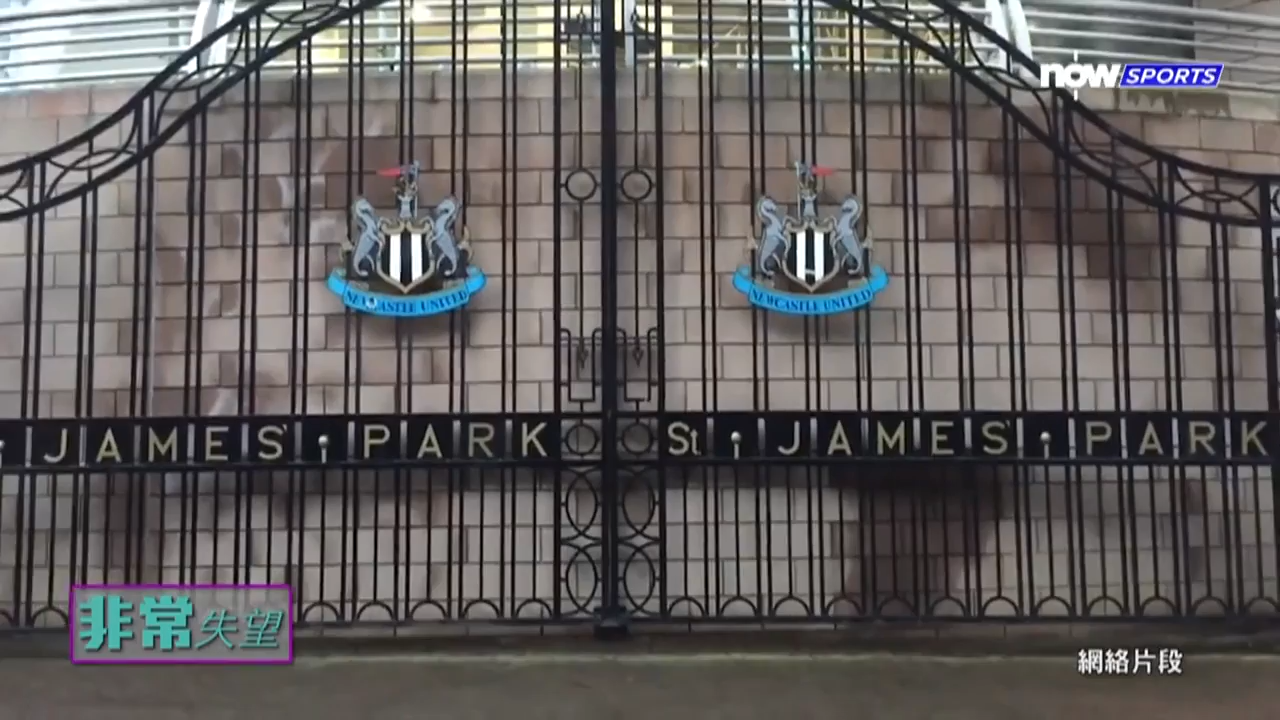 now SPORTS
NEWCASTLE UNITED
NEWCASTLE UNITED
JAMES' PARK
St. JAMES' PARK
非常失望
網絡片段